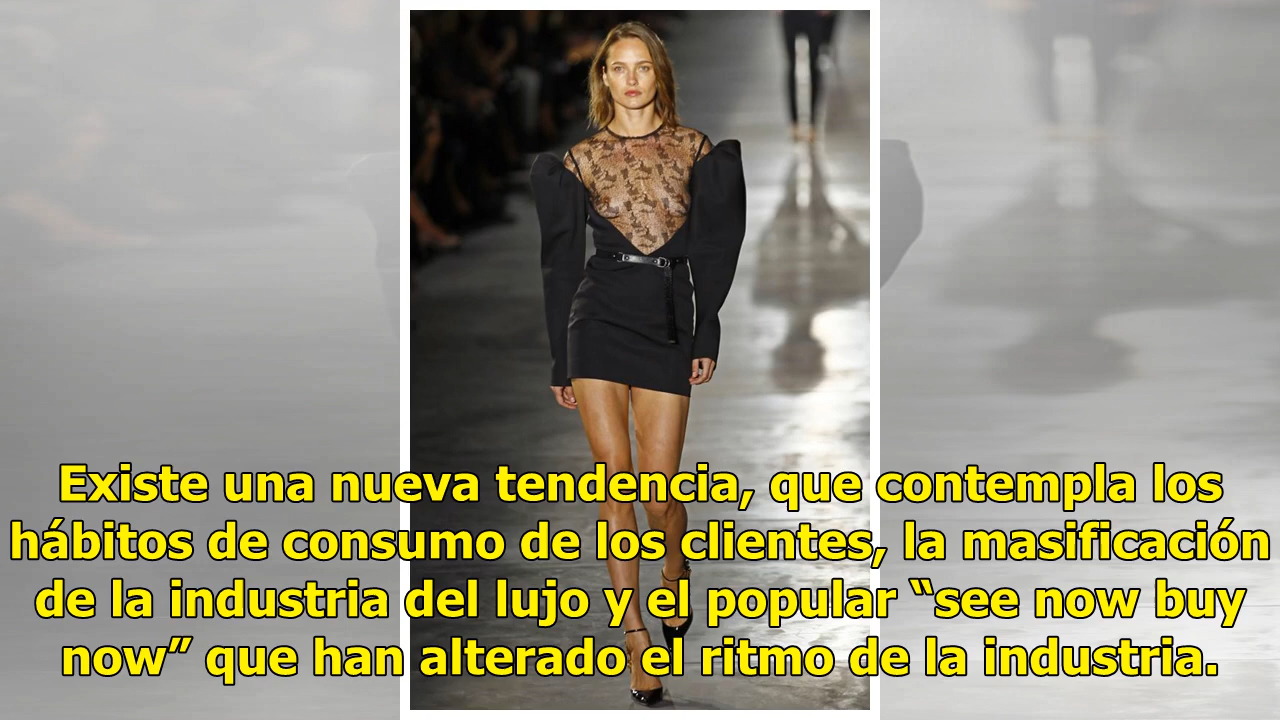 Existe una nueva tendencia, que contempla los
hábitos de consumo de los clientes, la masificación
de la industria del lujo y el popular “see now buy
now” que han alterado el ritmo de la industria.